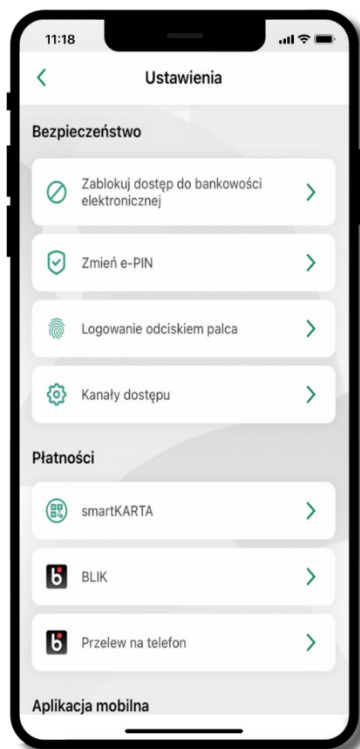 11:18
Ustawienia
Bezpieczeństwo
Zablokuj dostęp do bankowości
elektronicznej
Zmień e-PIN
Logowanie odciskiem palca
Kanały dostępu
Płatności
smartKARTA
BLIK
Przelew na telefon
Aplikacja mobilna